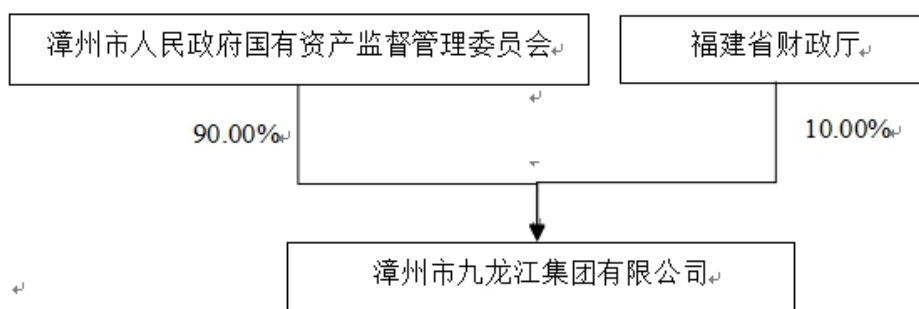 漳州市人民政府国有资产监督管理委员会
福建省财政厅
90.00%
10.00%
漳州市九龙江集团有限公司